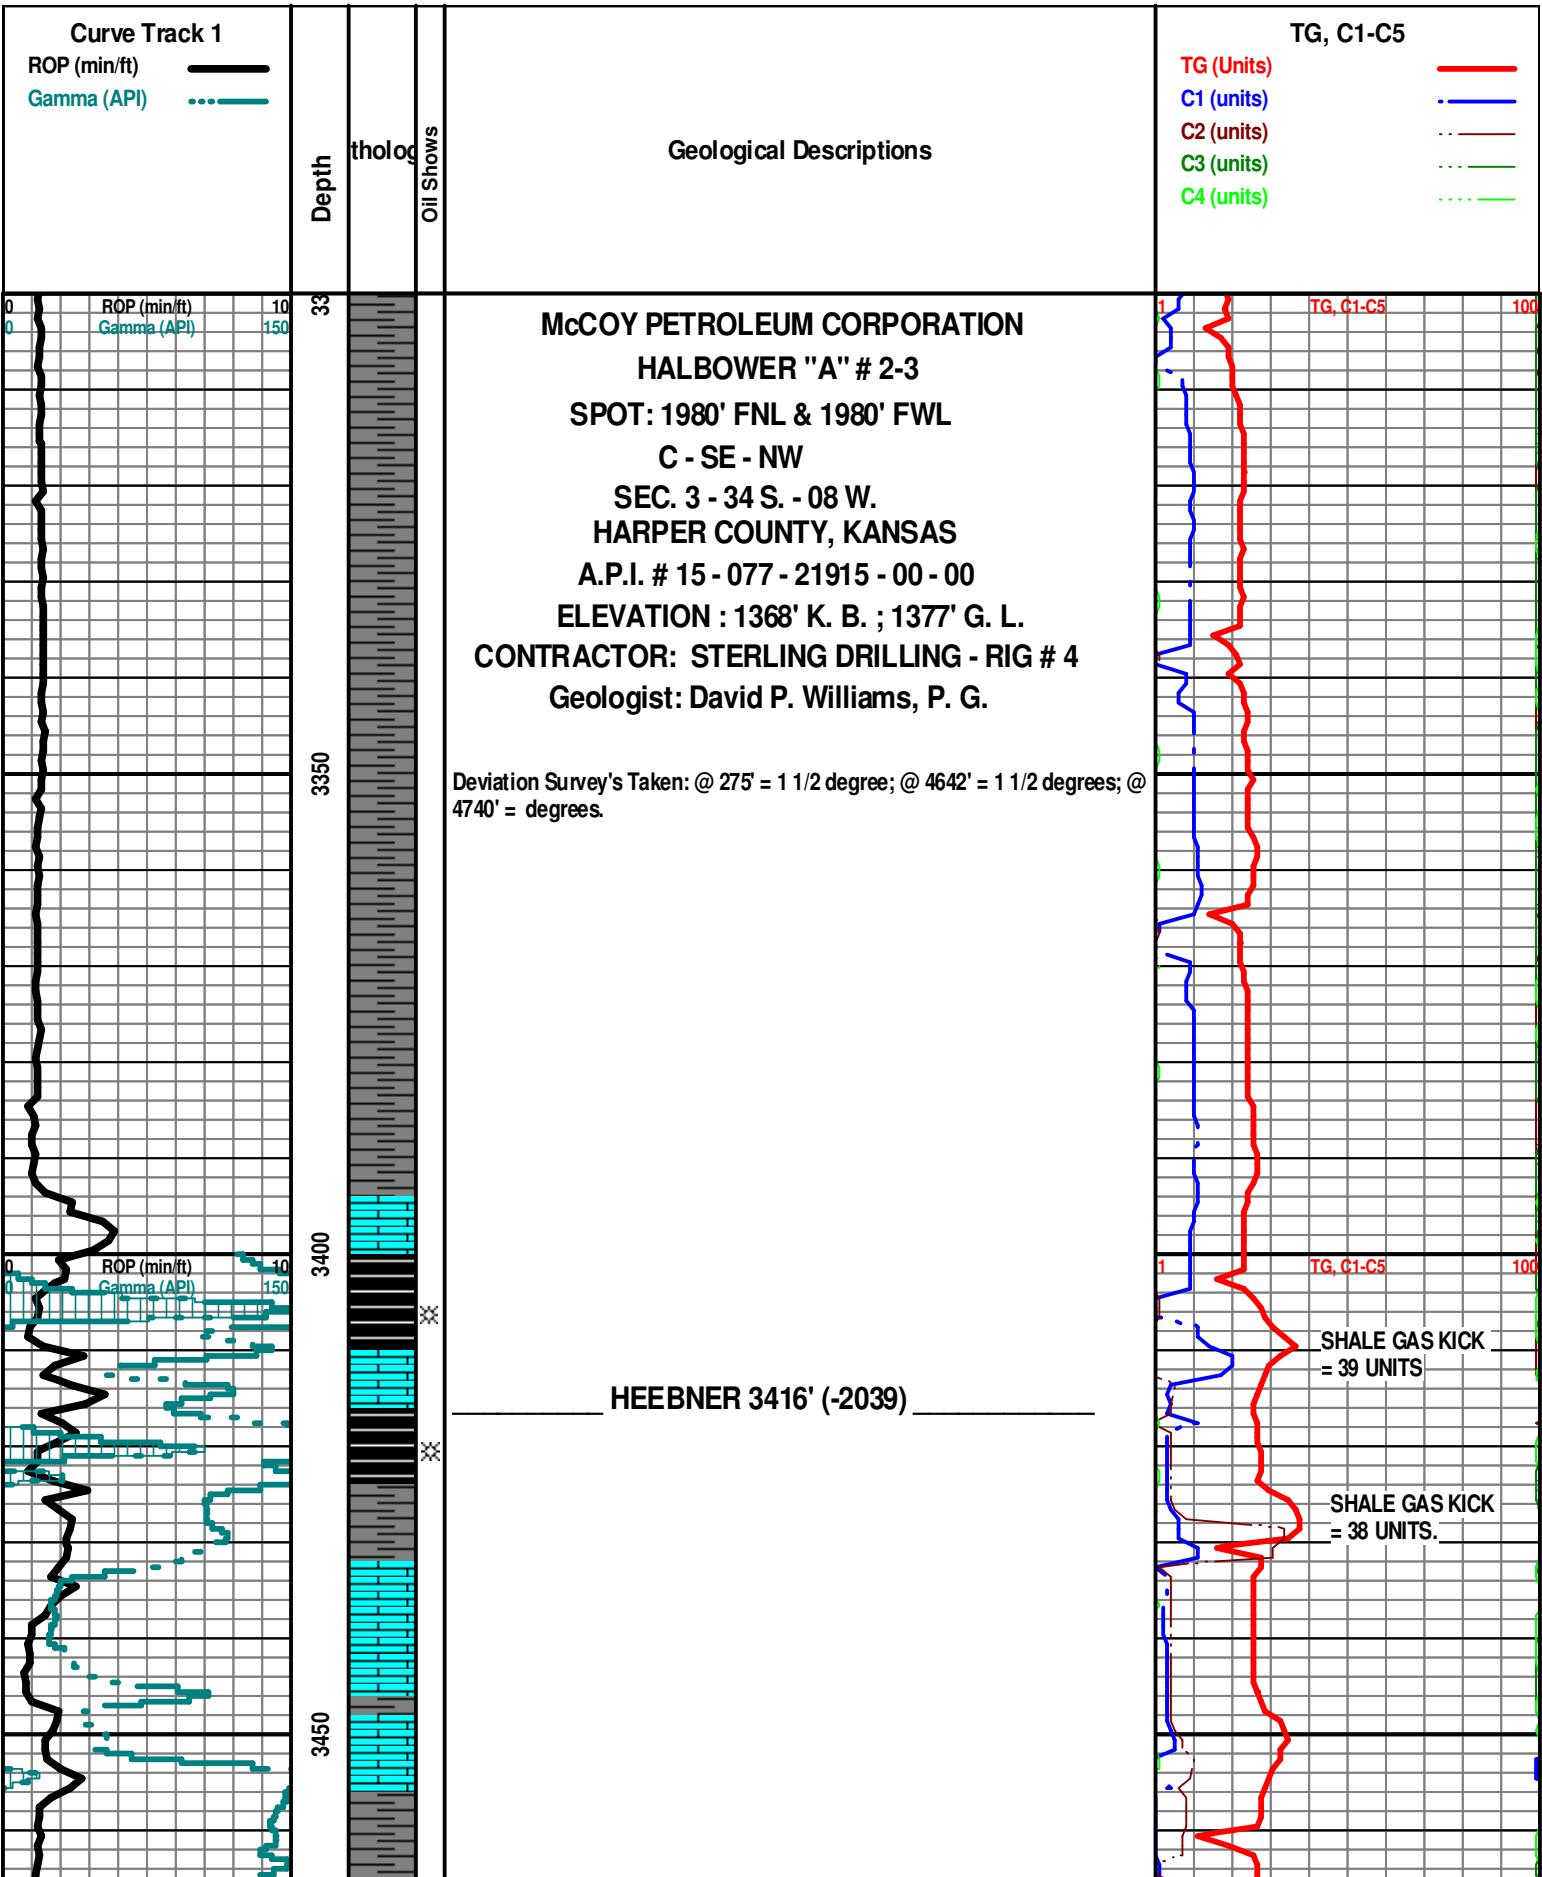 Curve Track 1
ROP (min/ft)
Gamma (API)
Depth
tholog
Oil Shows
Geological Descriptions
TG, C1-C5
TG (Units)
C1 (units)
C2 (units)
C3 (units)
C4 (units)
0 ROP (min/ft) 10
0 Gamma (API) 150
33
1 TG, C1-C5 100
McCOY PETROLEUM CORPORATION
HALBOWER "A" # 2-3
SPOT: 1980' FNL & 1980' FWL
C - SE - NW
SEC. 3 - 34 S. - 08 W.
HARPER COUNTY, KANSAS
A.P.I. # 15 - 077 - 21915 - 00 - 00
ELEVATION : 1368' K. B. ; 1377' G. L.
CONTRACTOR: STERLING DRILLING - RIG # 4
Geologist: David P. Williams, P. G.
3350
Deviation Survey's Taken: @ 275' = 1 1/2 degree; @ 4642' = 1 1/2 degrees; @
4740' = degrees.
3400
0 ROP (min/ft) 10
0 Gamma (API) 150
1 TG, C1-C5 100
SHALE GAS KICK
= 39 UNITS
__________ HEEBNER 3416' (-2039) ____________
SHALE GAS KICK
= 38 UNITS.
3450